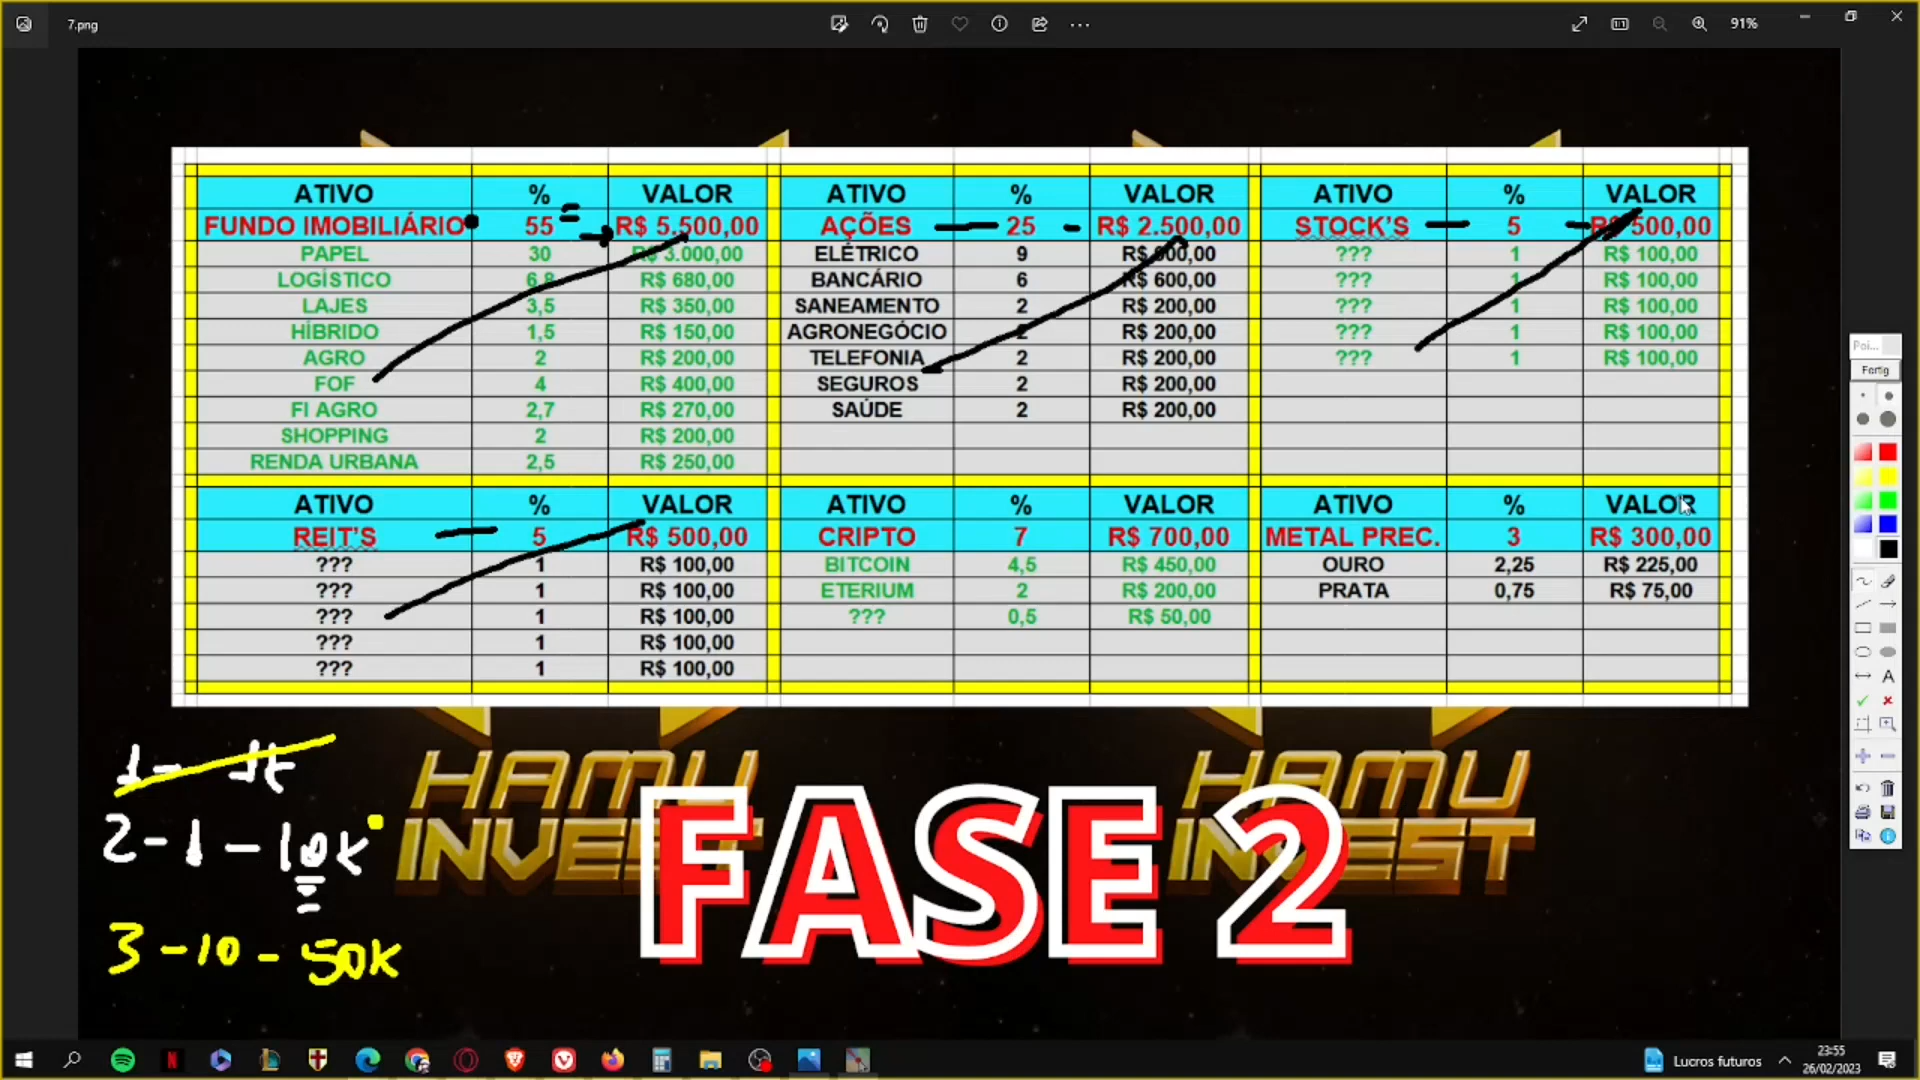 7.png
91%
ATIVO % VALOR ATIVO % VALOR ATIVO % VALOR
FUNDO IMOBILIÁRIO 55 R$ 5.500,00 AÇÕES 25 R$ 2.500,00 STOCK'S 5 R$ 500,00
PAPEL 30 R$ 3.000,00 ELÉTRICO 9 R$ 900,00 ??? 1 R$ 100,00
LOGÍSTICO 6,8 R$ 680,00 BANCÁRIO 6 R$ 600,00 ??? 1 R$ 100,00
LAJES 3,5 R$ 350,00 SANEAMENTO 2 R$ 200,00 ??? 1 R$ 100,00
HÍBRIDO 1,5 R$ 150,00 AGRONEGÓCIO 2 R$ 200,00 ??? 1 R$ 100,00
AGRO 2 R$ 200,00 TELEFONIA 2 R$ 200,00 ??? 1 R$ 100,00
FOF 4 R$ 400,00 SEGUROS 2 R$ 200,00
FI AGRO 2,7 R$ 270,00 SAÚDE 2 R$ 200,00
SHOPPING 2 R$ 200,00
RENDA URBANA 2,5 R$ 250,00
ATIVO % VALOR ATIVO % VALOR ATIVO % VALOR
REIT'S 5 R$ 500,00 CRIPTO 7 R$ 700,00 METAL PREC. 3 R$ 300,00
??? 1 R$ 100,00 BITCOIN 4,5 R$ 450,00 OURO 2,25 R$ 225,00
??? 1 R$ 100,00 ETERIUM 2 R$ 200,00 PRATA 0,75 R$ 75,00
??? 1 R$ 100,00 ??? 0,5 R$ 50,00
??? 1 R$ 100,00
??? 1 R$ 100,00
Poi...
Fertig
HAMU INVEST
HAMU INVEST
FASE 2
1 - 1k
2 - 1 - 10k
3 - 10 - 50k
Lucros futuros
23:55
26/02/2023